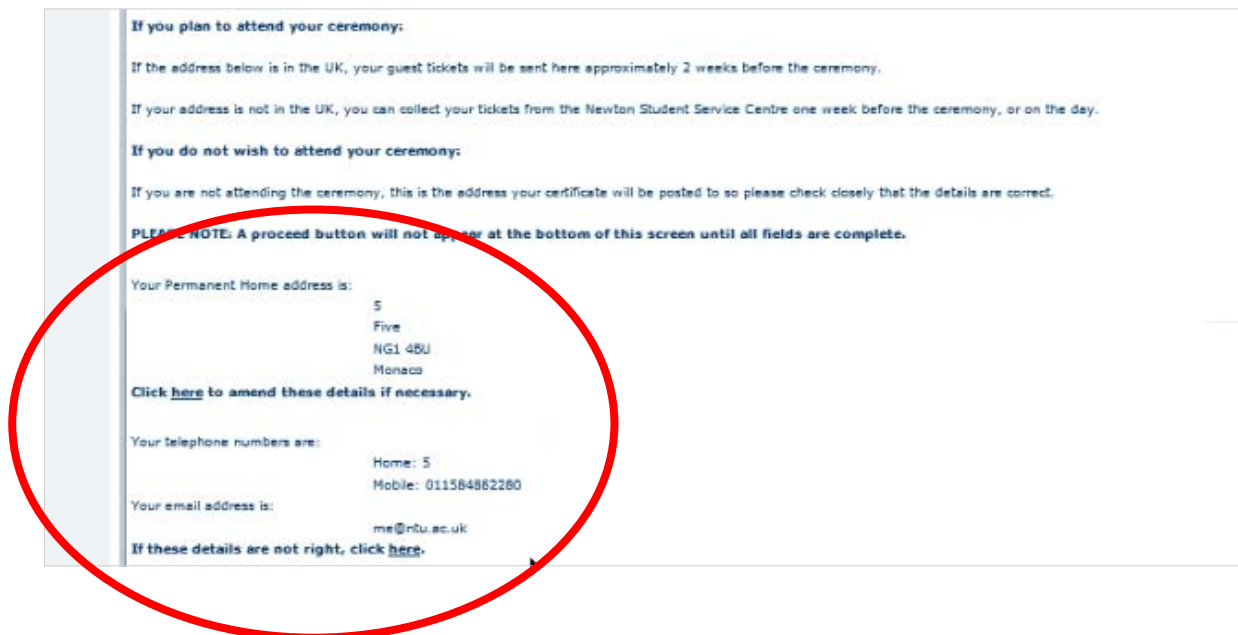 If you plan to attend your ceremony:
If the address below is in the UK, your guest tickets will be sent here approximately 2 weeks before the ceremony.
If your address is not in the UK, you can collect your tickets from the Newton Student Service Centre one week before the ceremony, or on the day.
If you do not wish to attend your ceremony:
If you are not attending the ceremony, this is the address your certificate will be posted to so please check closely that the details are correct.
PLEASE NOTE: A proceed button will not appear at the bottom of this screen until all fields are complete.
Your Permanent Home address is:
5
Five
NG1 4BU
Monaco
Click here to amend these details if necessary.
Your telephone numbers are:
Home: 5
Mobile: 011584882280
Your email address is:
me@ntu.ac.uk
If these details are not right, click here.